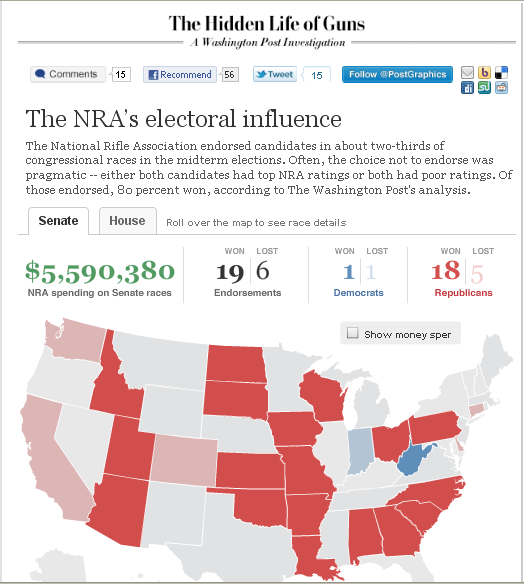 The Hidden Life of Guns
A Washington Post Investigation
Comments 15 Recommend 56 Tweet 15 Follow @PostGraphics
The NRA's electoral influence
The National Rifle Association endorsed candidates in about two-thirds of
congressional races in the midterm elections. Often, the choice not to endorse was
pragmatic -- either both candidates had top NRA ratings or both had poor ratings. Of
those endorsed, 80 percent won, according to The Washington Post's analysis.
Senate House Roll over the map to see race details
WON LOST WON LOST WON LOST
$5,590,380 19 6 1 1 18 5
NRA spending on Senate races Endorsements Democrats Republicans
Show money sper